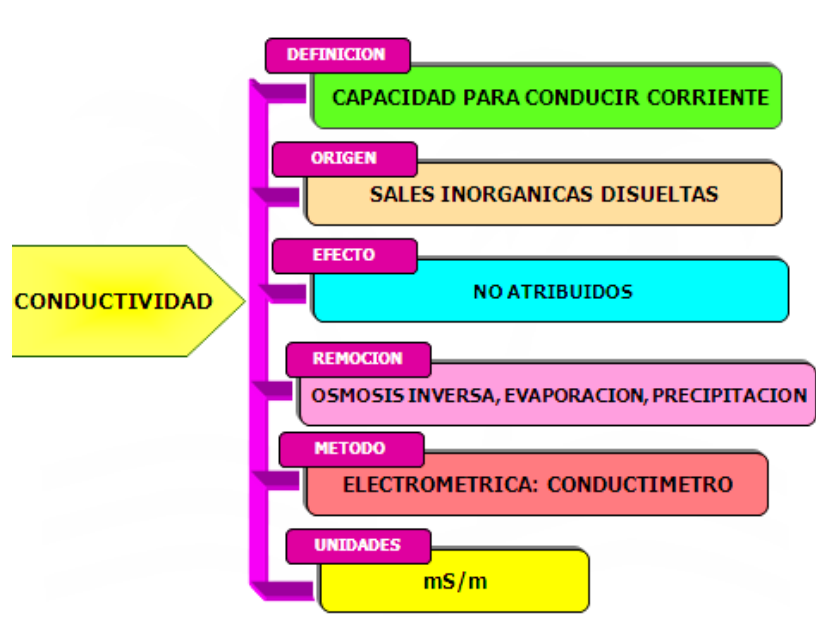 DEFINICION
CAPACIDAD PARA CONDUCIR CORRIENTE
ORIGEN
SALES INORGANICAS DISUELTAS
EFECTO
NO ATRIBUIDOS
CONDUCTIVIDAD
REMOCION
OSMOSIS INVERSA, EVAPORACION, PRECIPITACION
METODO
ELECTROMETRICA: CONDUCTIMETRO
UNIDADES
mS/m